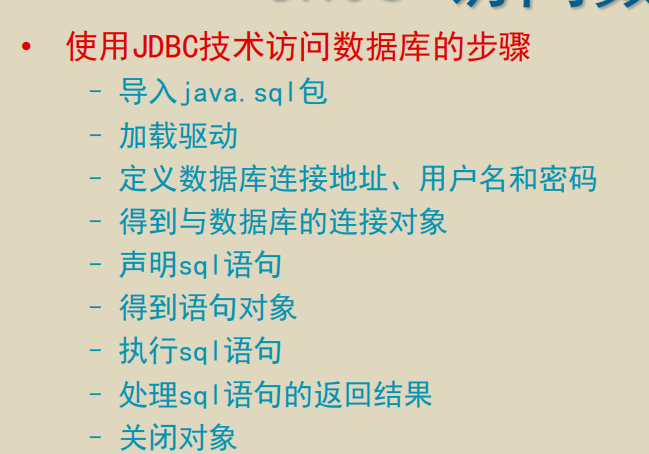 • 使用JDBC技术访问数据库的步骤
– 导入java.sql包
– 加载驱动
– 定义数据库连接地址、用户名和密码
– 得到与数据库的连接对象
– 声明sql语句
– 得到语句对象
– 执行sql语句
– 处理sql语句的返回结果
– 关闭对象